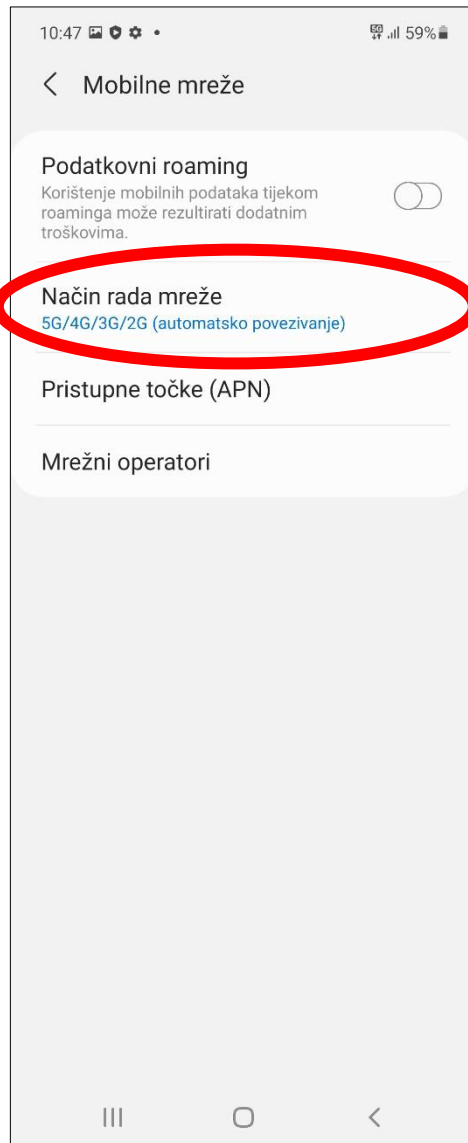 10:47 59%
Mobilne mreže
Podatkovni roaming
Korištenje mobilnih podataka tijekom
roaminga može rezultirati dodatnim
troškovima.
Način rada mreže
5G/4G/3G/2G (automatsko povezivanje)
Pristupne točke (APN)
Mrežni operatori